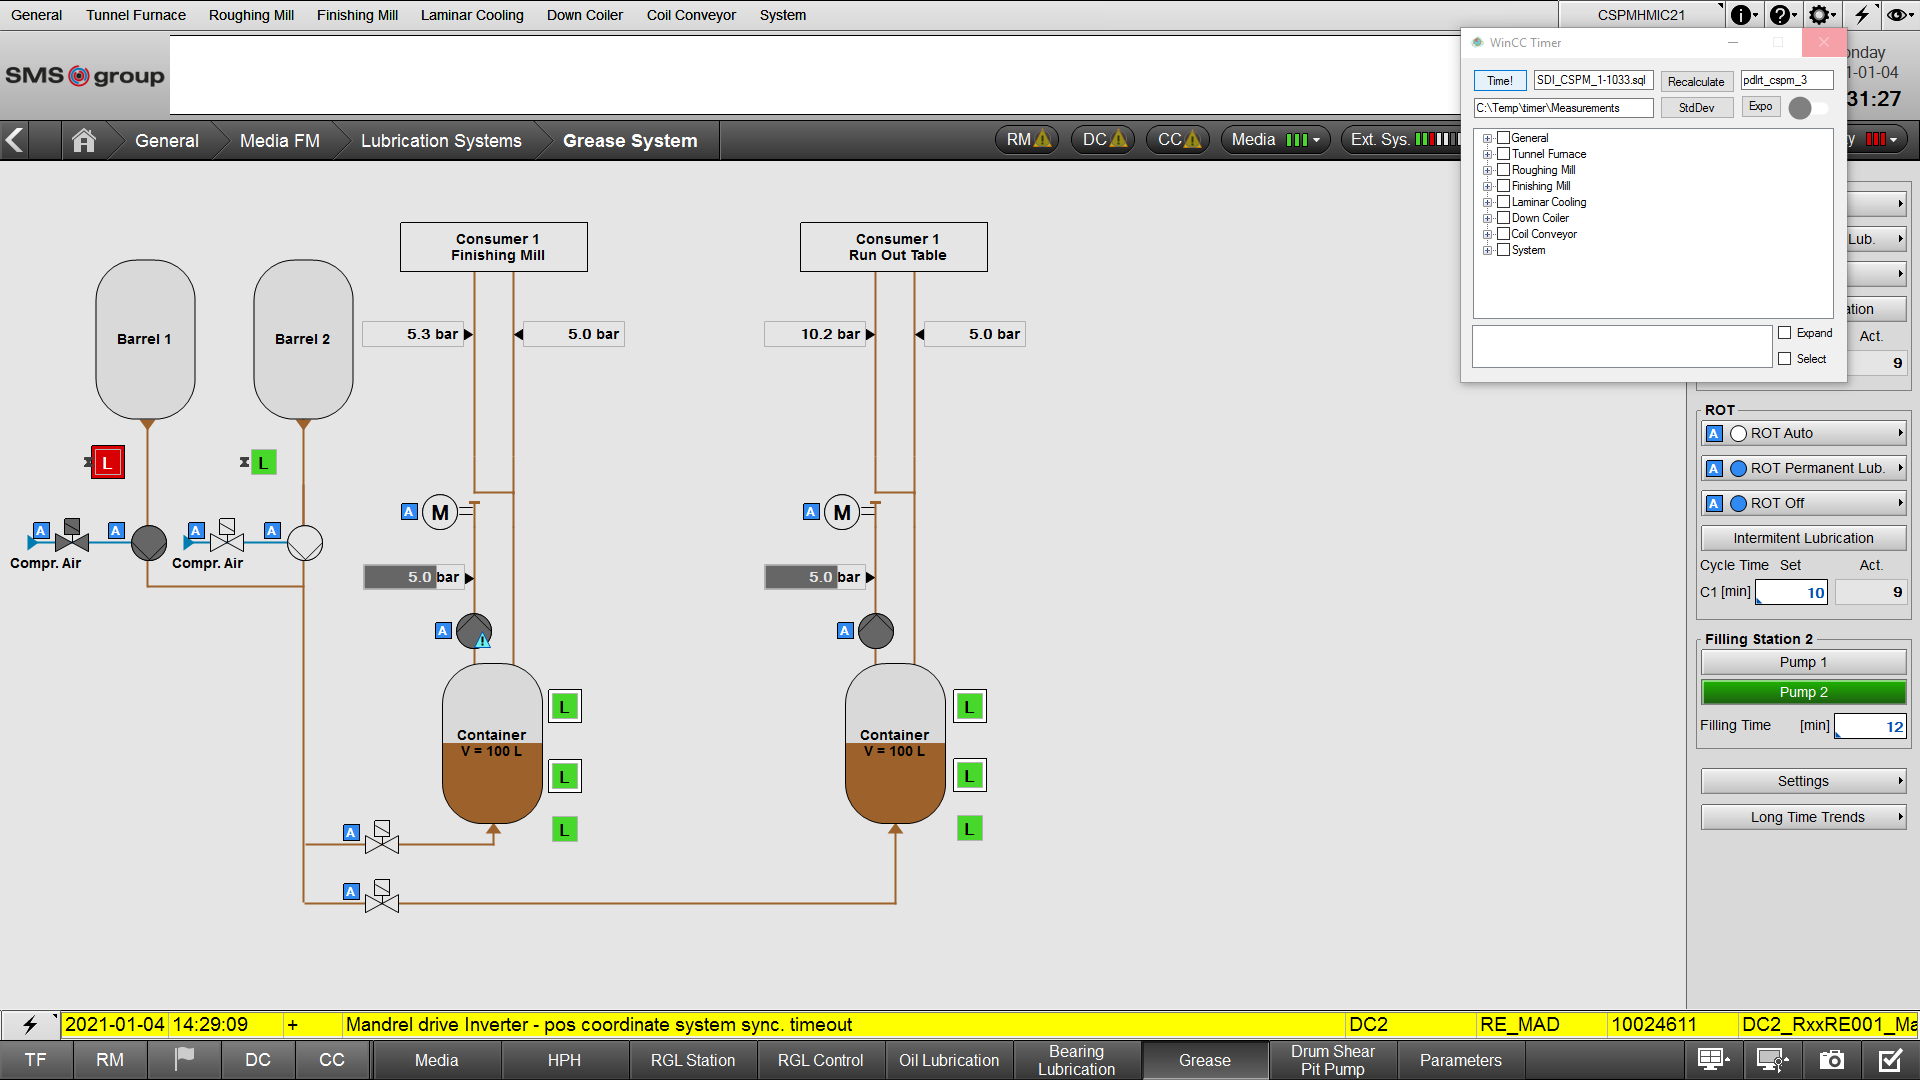 General Tunnel Furnace Roughing Mill Finishing Mill Laminar Cooling Down Coiler Coil Conveyor System CSPMHMIC21
SMS group
WinCC Timer
Time! SDI_CSPM_1-1033.sql Recalculate pdlrt_cspm_3
C:\Temp\timer\Measurements StdDev Expo
nday
-01-04
31:27
General Media FM Lubrication Systems Grease System RM DC CC Media Ext. Sys. y
General
Tunnel Furnace
Roughing Mill
Finishing Mill
Laminar Cooling
Down Coiler
Coil Conveyor
System
Expand
Select
Lub.
ation
Act.
9
Consumer 1
Finishing Mill
Consumer 1
Run Out Table
Barrel 1
Barrel 2
5.3 bar
5.0 bar
10.2 bar
5.0 bar
L
L
A M
A M
A A
A A
Compr. Air
Compr. Air
5.0 bar
5.0 bar
A
A
Container
V = 100 L
L
L
L
Container
V = 100 L
L
L
L
A
A
ROT
A ROT Auto
A ROT Permanent Lub.
A ROT Off
Intermitent Lubrication
Cycle Time Set Act.
C1 [min] 10 9
Filling Station 2
Pump 1
Pump 2
Filling Time [min] 12
Settings
Long Time Trends
2021-01-04 14:29:09 + Mandrel drive Inverter - pos coordinate system sync. timeout DC2 RE_MAD 10024611 DC2_RxxRE001_Ma
TF RM DC CC Media HPH RGL Station RGL Control Oil Lubrication Bearing Lubrication Grease Drum Shear Pit Pump Parameters